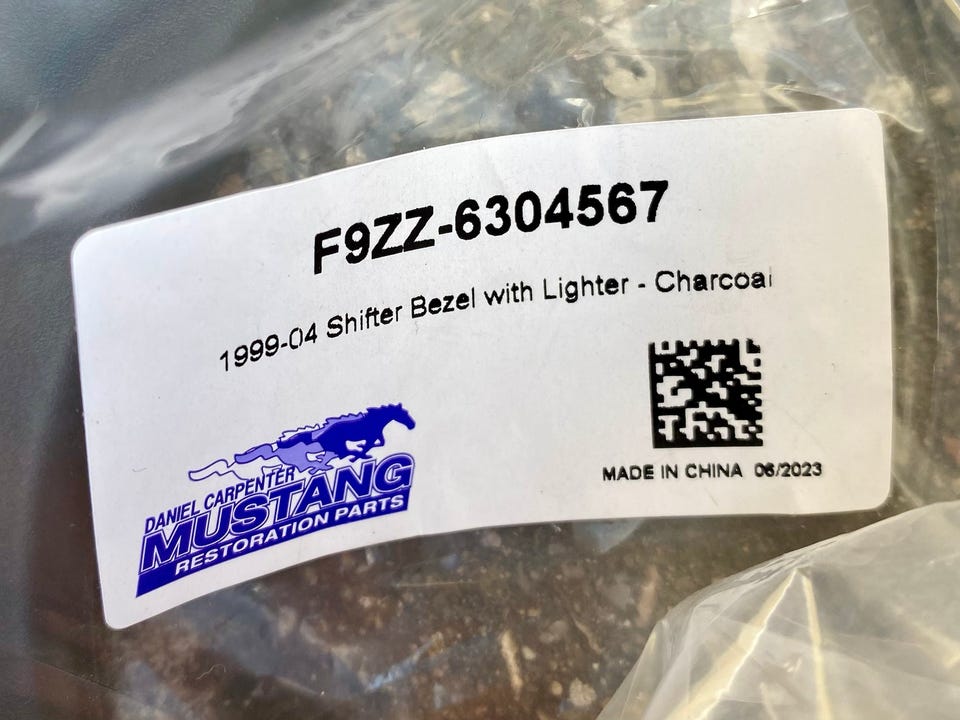 F9ZZ-6304567
1999-04 Shifter Bezel with Lighter - Charcoal
DANIEL CARPENTER
MUSTANG
RESTORATION PARTS
MADE IN CHINA 06/2023